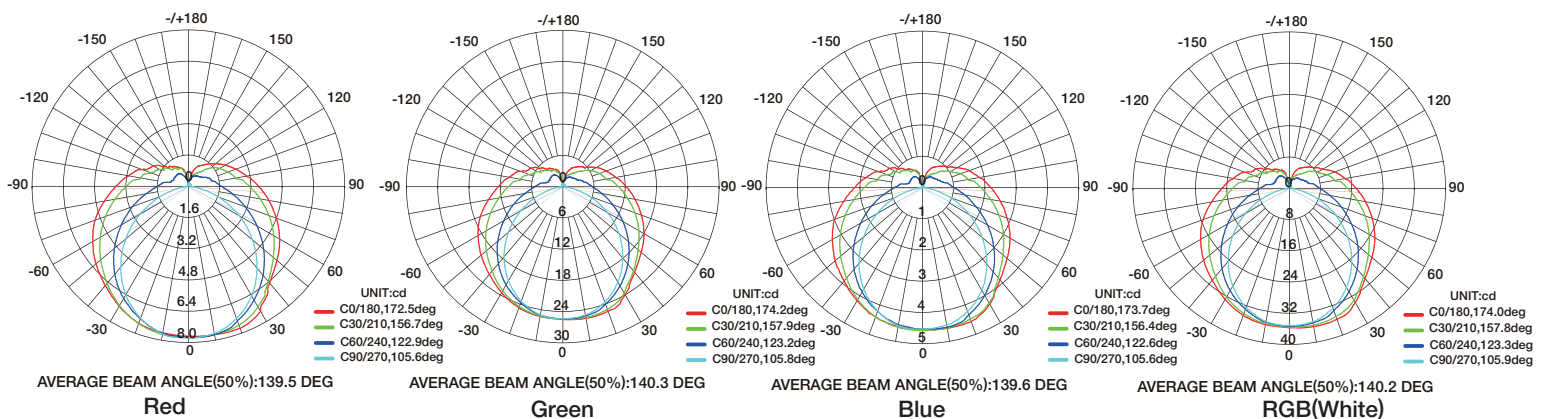 -/+180
-150
150
-120
120
-90
90
-60
60
-30
30
0
0
1.6
3.2
4.8
6.4
8.0
UNIT:cd
C0/180,172.5deg
C30/210,156.7deg
C60/240,122.9deg
C90/270,105.6deg
AVERAGE BEAM ANGLE(50%):139.5 DEG
Red
-/+180
-150
150
-120
120
-90
90
-60
60
-30
30
0
0
6
12
18
24
30
UNIT:cd
C0/180,174.2deg
C30/210,157.9deg
C60/240,123.2deg
C90/270,105.8deg
AVERAGE BEAM ANGLE(50%):140.3 DEG
Green
-/+180
-150
150
-120
120
-90
90
-60
60
-30
30
0
0
1
2
3
4
5
UNIT:cd
C0/180,173.7deg
C30/210,156.4deg
C60/240,122.6deg
C90/270,105.6deg
AVERAGE BEAM ANGLE(50%):139.6 DEG
Blue
-/+180
-150
150
-120
120
-90
90
-60
60
-30
30
0
0
8
16
24
32
40
UNIT:cd
C0/180,174.0deg
C30/210,157.8deg
C60/240,123.3deg
C90/270,105.9deg
AVERAGE BEAM ANGLE(50%):140.2 DEG
RGB(White)